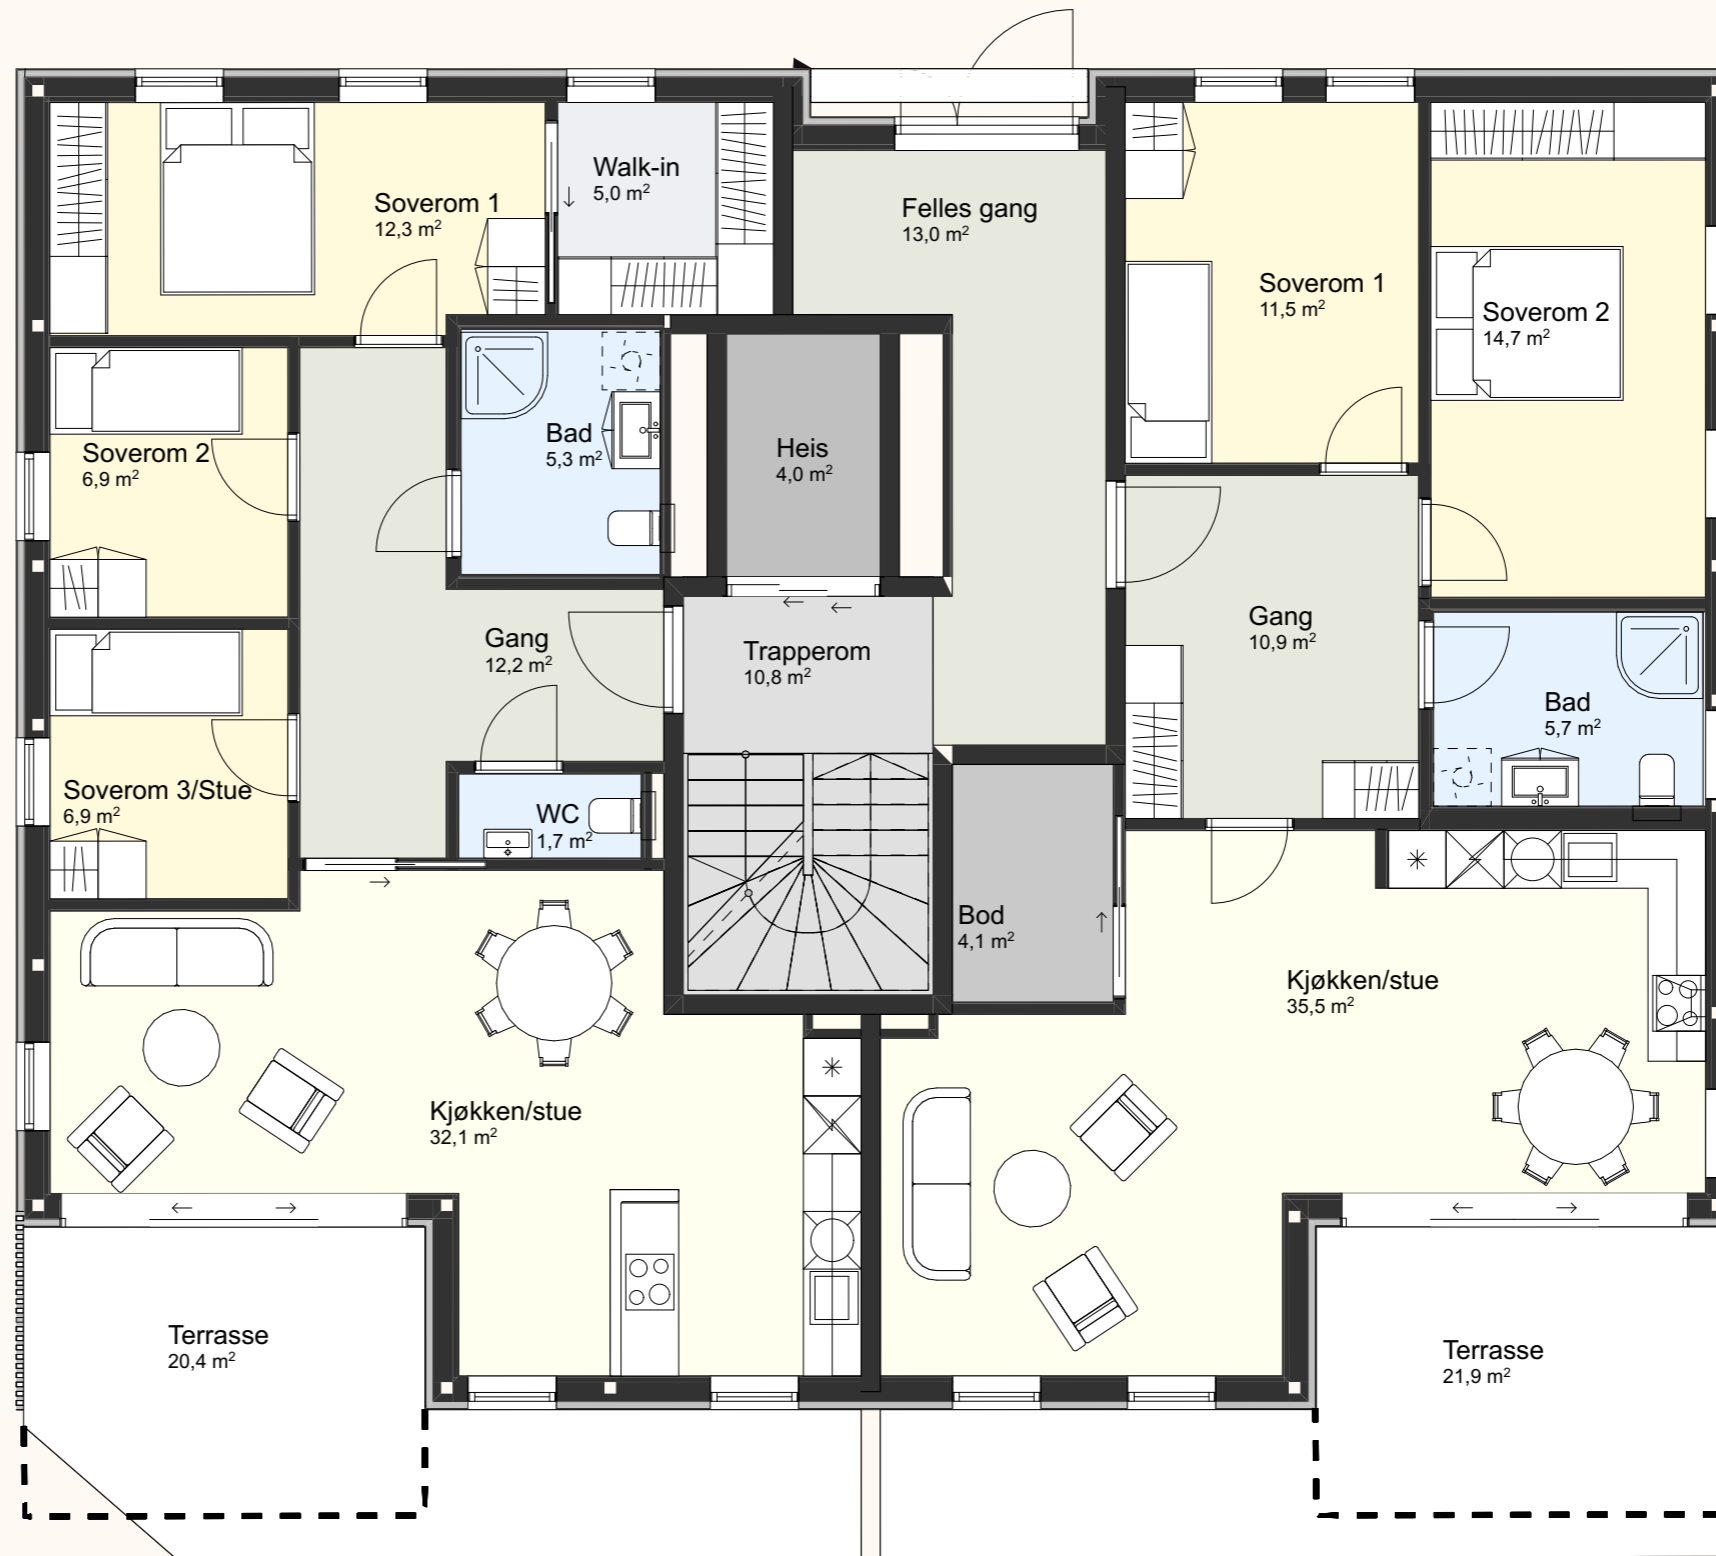 Walk-in
5,0 m²
Soverom 1
12,3 m²
Felles gang
13,0 m²
Soverom 1
11,5 m²
Soverom 2
14,7 m²
Soverom 2
6,9 m²
Bad
5,3 m²
Heis
4,0 m²
Gang
12,2 m²
Trapperom
10,8 m²
Gang
10,9 m²
Bad
5,7 m²
Soverom 3/Stue
6,9 m²
WC
1,7 m²
Bod
4,1 m²
Kjøkken/stue
35,5 m²
Kjøkken/stue
32,1 m²
Terrasse
20,4 m²
Terrasse
21,9 m²